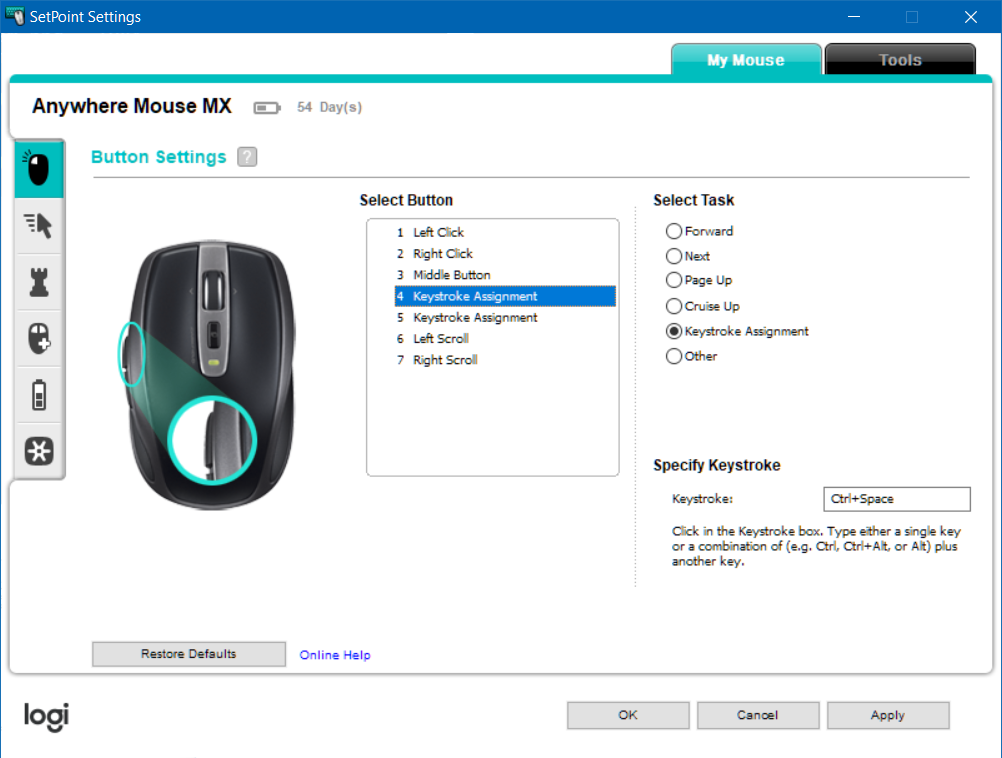 SetPoint Settings
My Mouse
Tools
Anywhere Mouse MX
54 Day(s)
Button Settings
?
Select Button
1 Left Click
2 Right Click
3 Middle Button
4 Keystroke Assignment
5 Keystroke Assignment
6 Left Scroll
7 Right Scroll
Select Task
Forward
Next
Page Up
Cruise Up
Keystroke Assignment
Other
Specify Keystroke
Keystroke:
Ctrl+Space
Click in the Keystroke box. Type either a single key
or a combination of (e.g. Ctrl, Ctrl+Alt, or Alt) plus
another key.
Restore Defaults
Online Help
logi
OK
Cancel
Apply